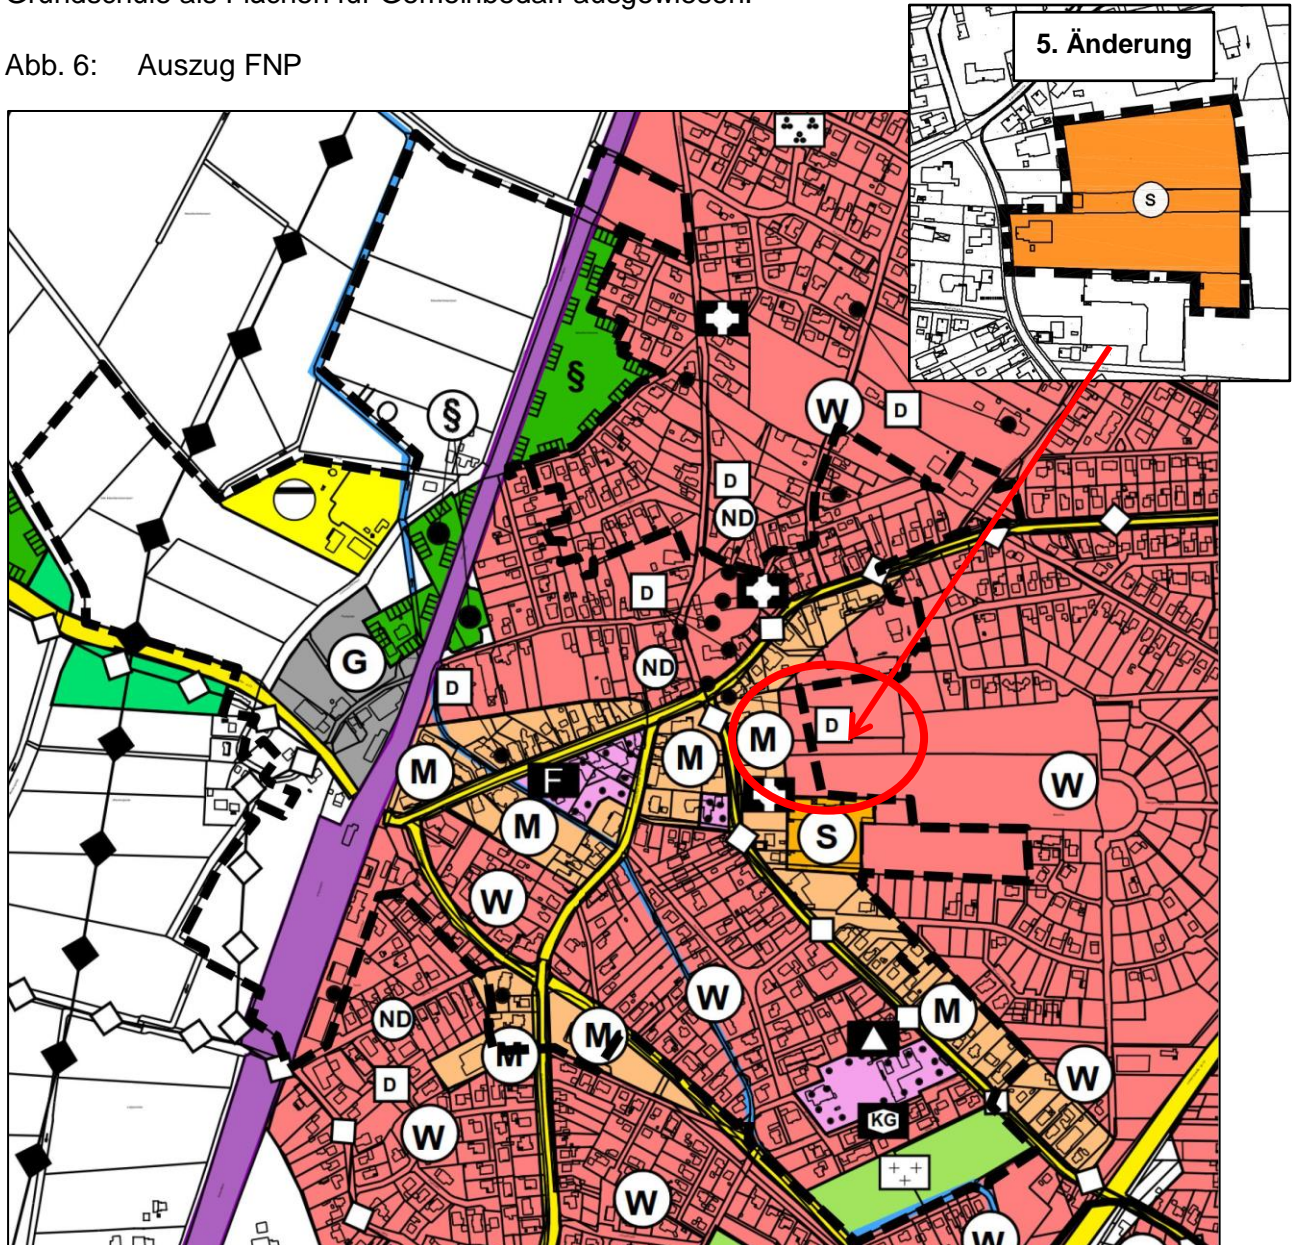 Grundschule als Flächen für Gemeinbedarf ausgewiesen.
Abb. 6: Auszug FNP
5. Änderung
S
§
§
W
D
D
ND
D
ND
G
D
D
M
M
M
M
F
W
S
W
W
M
ND
M
M
D
W
W
KG
W
W